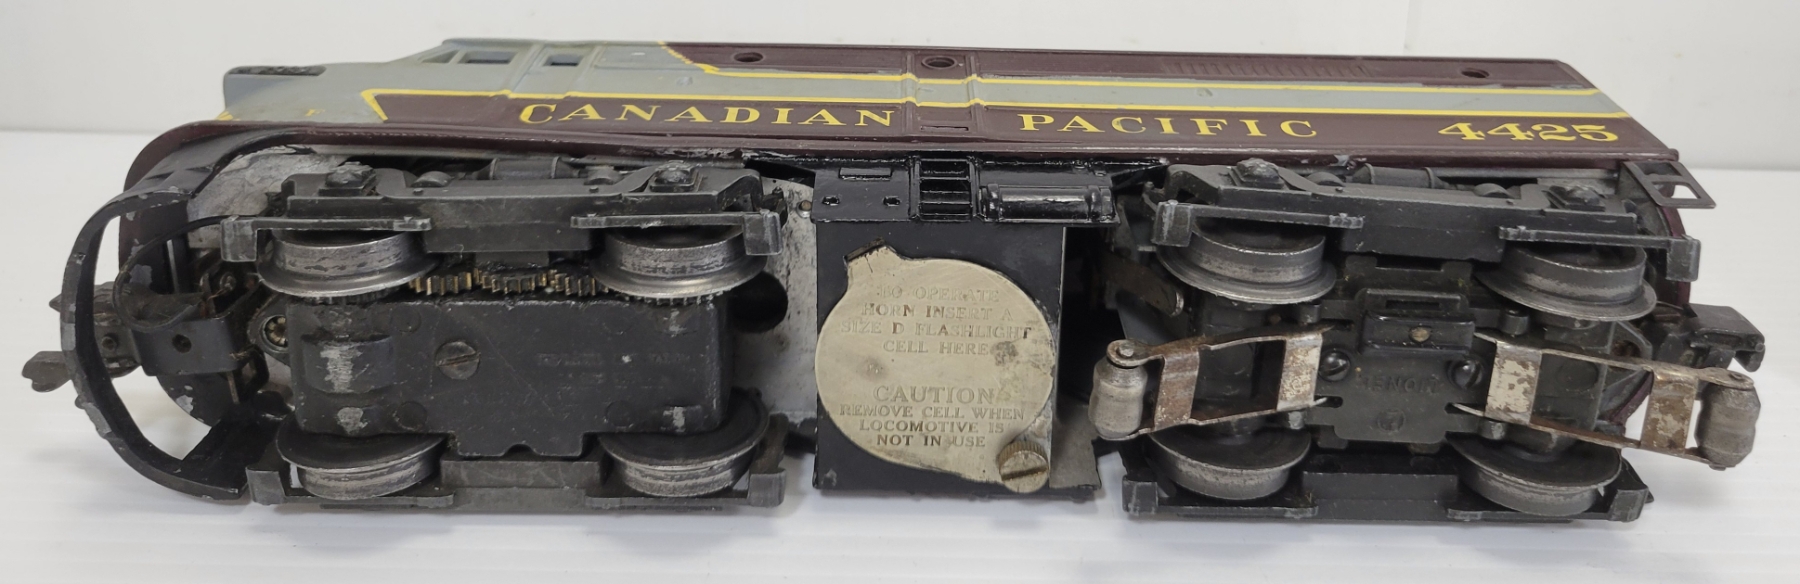 F
CANADIAN PACIFIC 4425
TO OPERATE
HORN INSERT A
SIZE D FLASHLIGHT
CELL HERE
CAUTION
REMOVE CELL WHEN
LOCOMOTIVE IS
NOT IN USE